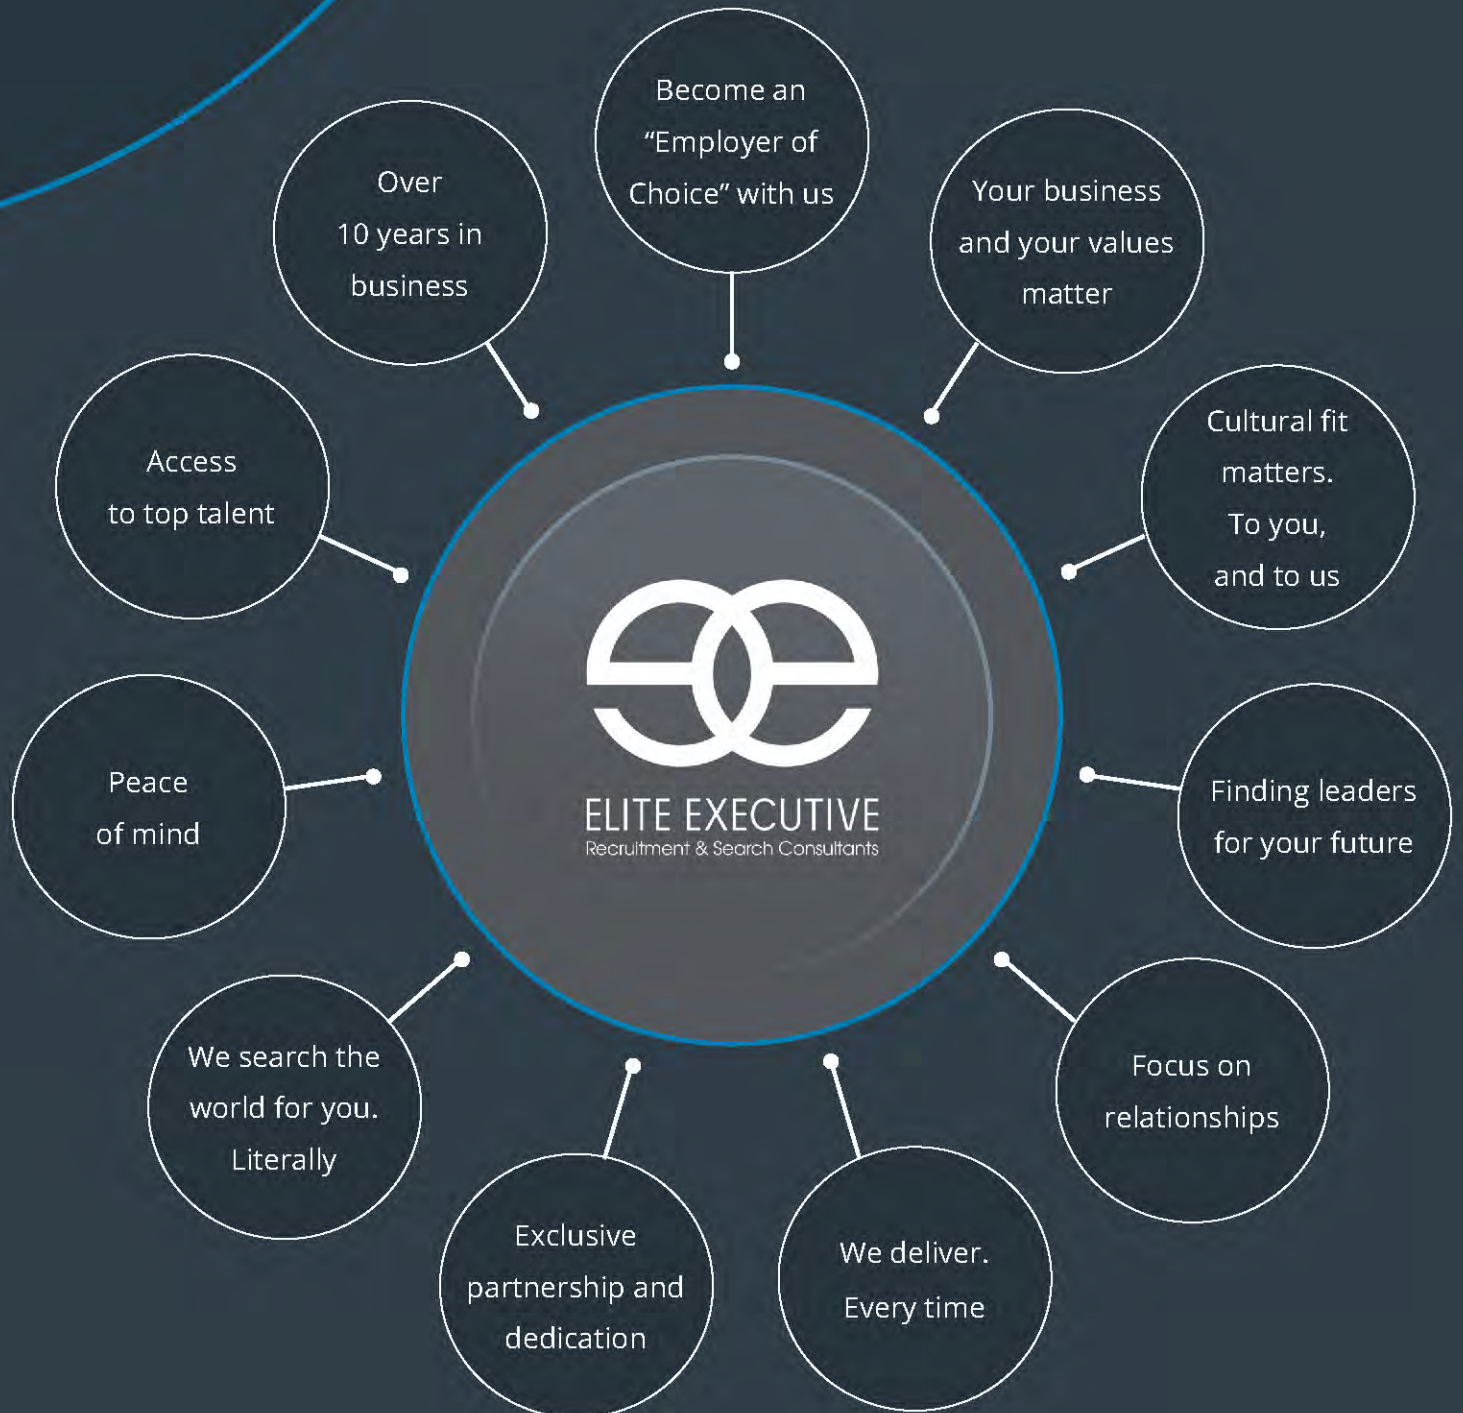 Become an
“Employer of
Choice” with us
Your business
and your values
matter
Cultural fit
matters.
To you,
and to us
Finding leaders
for your future
Focus on
relationships
We deliver.
Every time
Exclusive
partnership and
dedication
We search the
world for you.
Literally
Peace
of mind
Access
to top talent
Over
10 years in
business
ELITE EXECUTIVE
Recruitment & Search Consultants